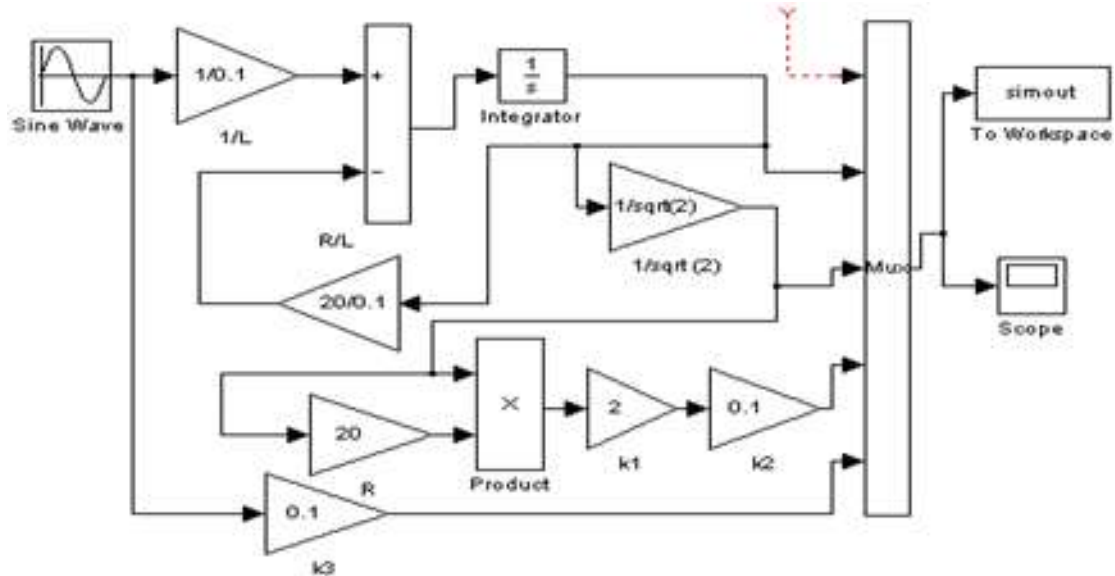 1/0.1
Sine Wave
1/L
+
−
1
s
Integrator
simout
To Workspace
1/sqrt(2)
1/sqrt (2)
R/L
20/0.1
Mux
Scope
X
Product
2
k1
0.1
k2
20
R
0.1
k3